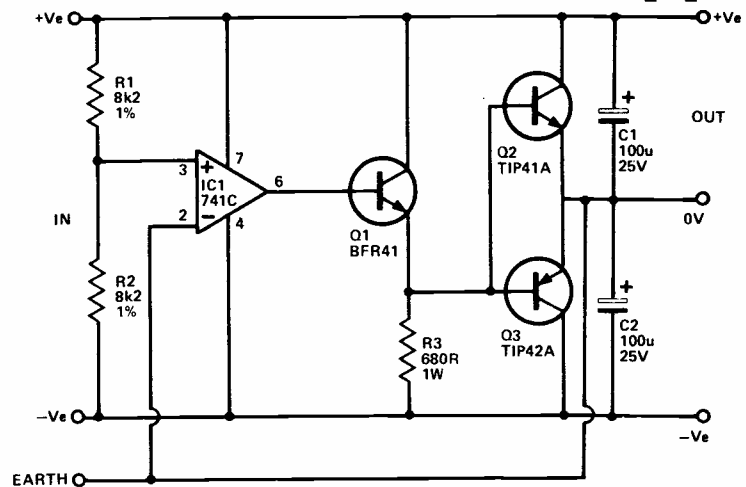 +Ve
+Ve
R1
8k2
1%
3
+
7
IC1
741C
6
2
−
4
IN
Q1
BFR41
Q2
TIP41A
+
C1
100u
25V
OUT
0V
R2
8k2
1%
R3
680R
1W
Q3
TIP42A
+
C2
100u
25V
−Ve
−Ve
EARTH